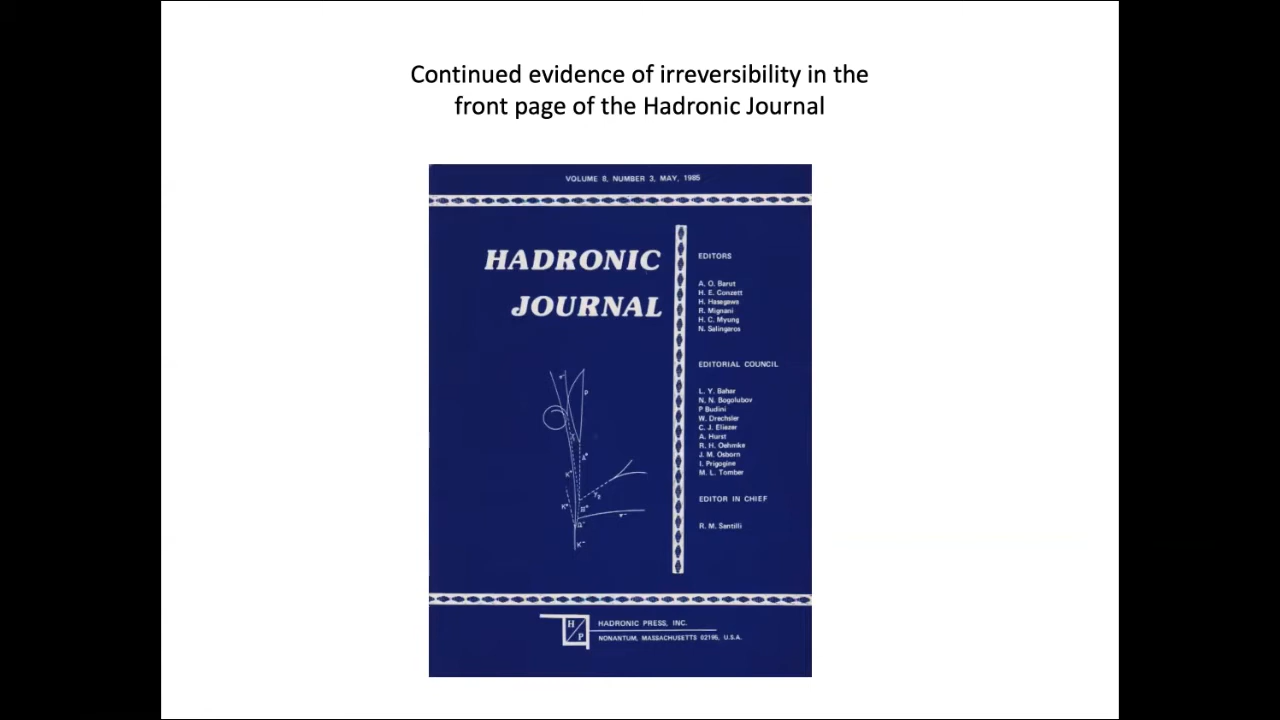 Continued evidence of irreversibility in the
front page of the Hadronic Journal
VOLUME 8, NUMBER 3, MAY, 1985
HADRONIC
JOURNAL
EDITORS
A. O. Barut
H. E. Conzett
H. Hasegawa
R. Mignani
H. C. Myung
N. Salingaros
EDITORIAL COUNCIL
L. Y. Bahar
N. N. Bogolubov
P Budini
W. Drechsler
C. J. Eliezer
A. Hurst
R. H. Oehmke
J. M. Osborn
I. Prigogine
M. L. Tomber
EDITOR IN CHIEF
R. M. Santilli
P
K⁻
H/P
HADRONIC PRESS, INC.
NONANTUM, MASSACHUSETTS 02195, U.S.A.